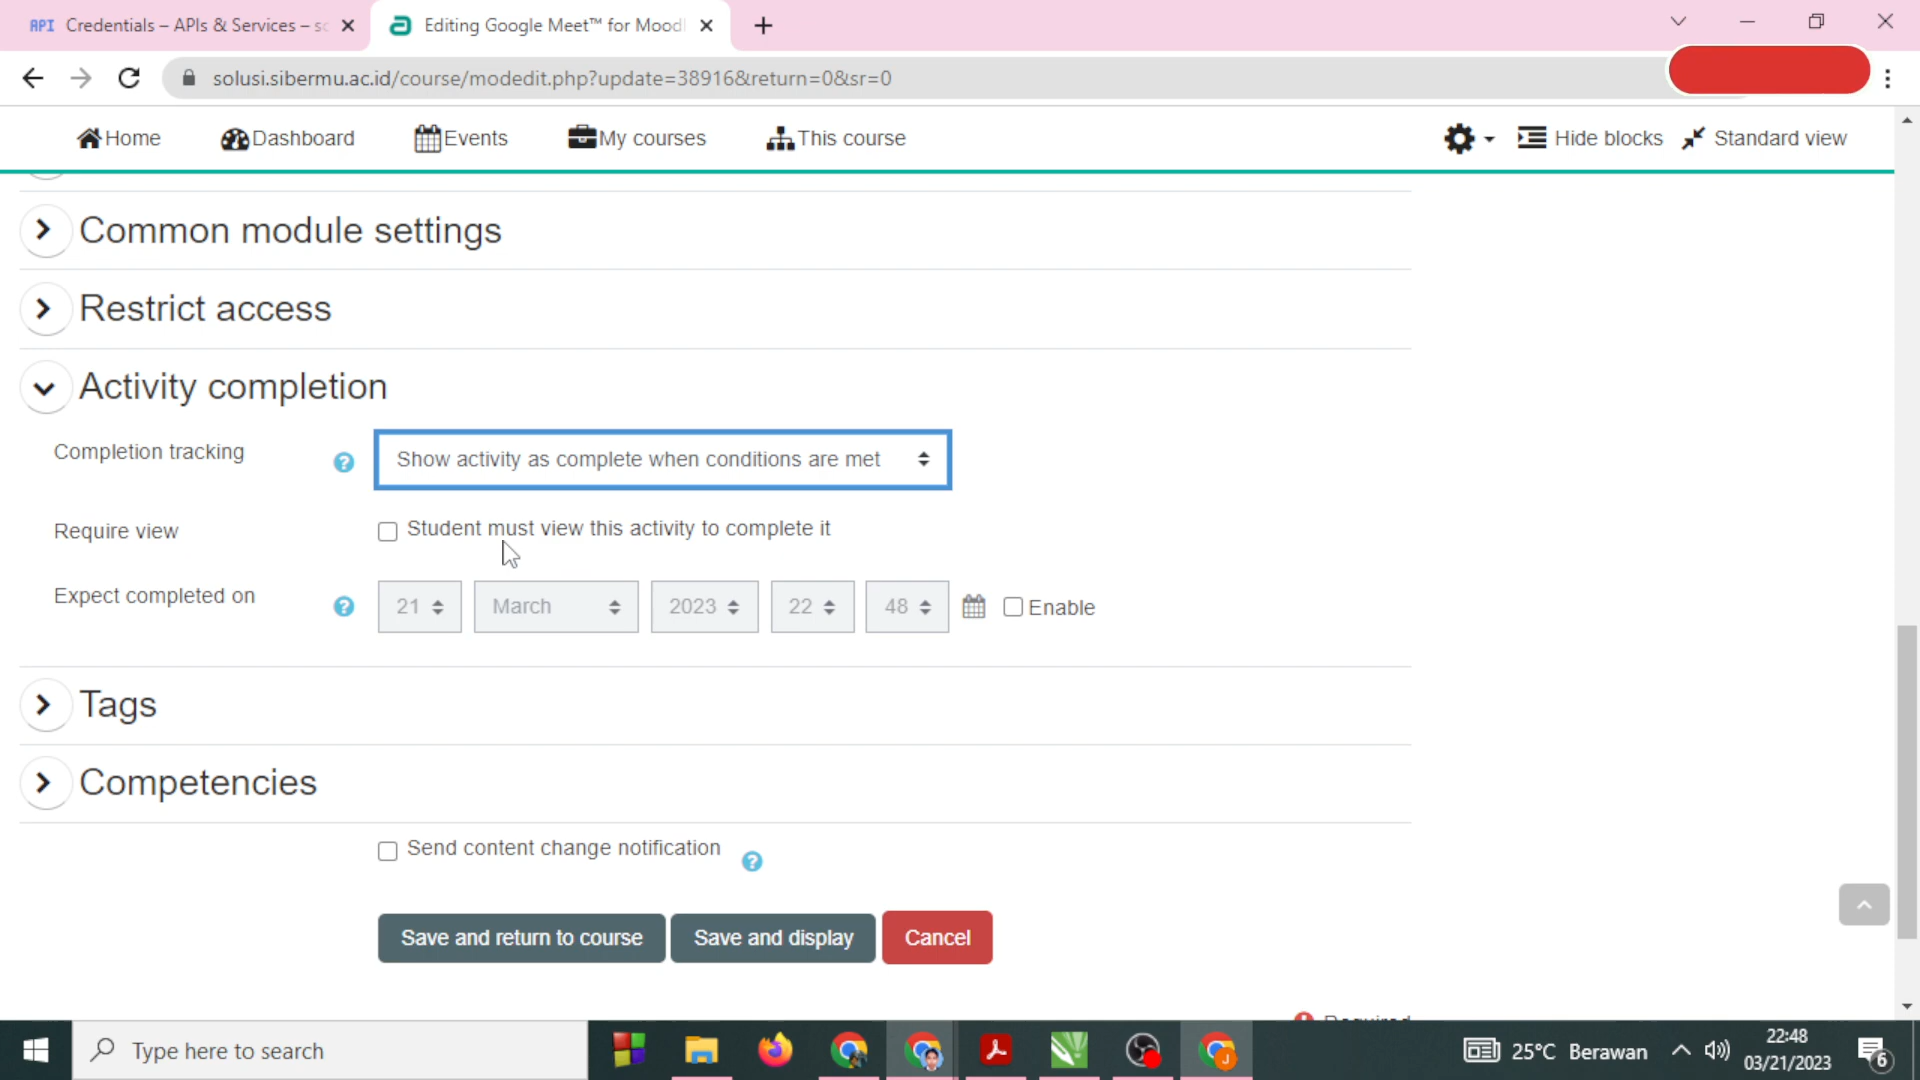 API Credentials – APIs & Services – sc
Editing Google Meet™ for Moodl
solusi.sibermu.ac.id/course/modedit.php?update=38916&return=0&sr=0
Home
Dashboard
Events
My courses
This course
Hide blocks
Standard view
Common module settings
Restrict access
Activity completion
Completion tracking
Show activity as complete when conditions are met
Require view
Student must view this activity to complete it
Expect completed on
21
March
2023
22
48
Enable
Tags
Competencies
Send content change notification
Save and return to course
Save and display
Cancel
Required
Type here to search
25°C Berawan
22:48
03/21/2023
6